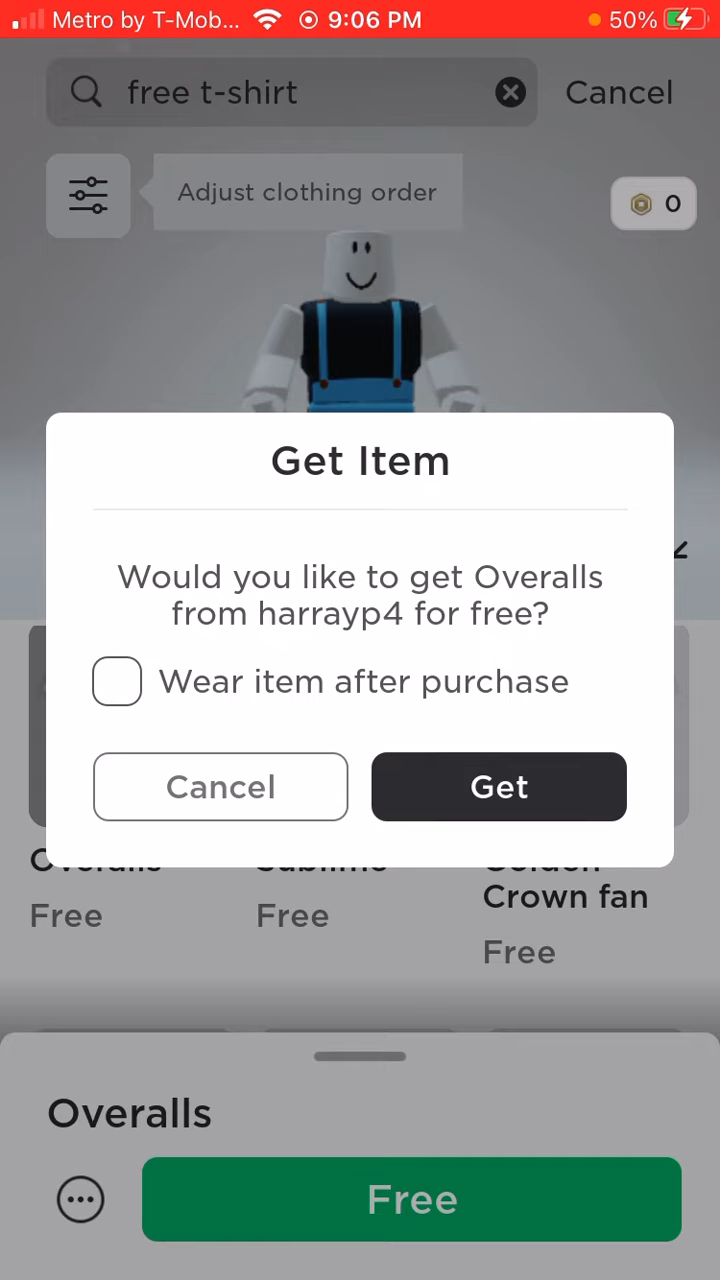 Metro by T-Mob... 9:06 PM 50%
free t-shirt Cancel
Adjust clothing order 0
Get Item
Would you like to get Overalls
from harrayp4 for free?
Wear item after purchase
Cancel Get
Overalls Sublime Golden
Crown fan
Free Free
Free
Overalls
Free